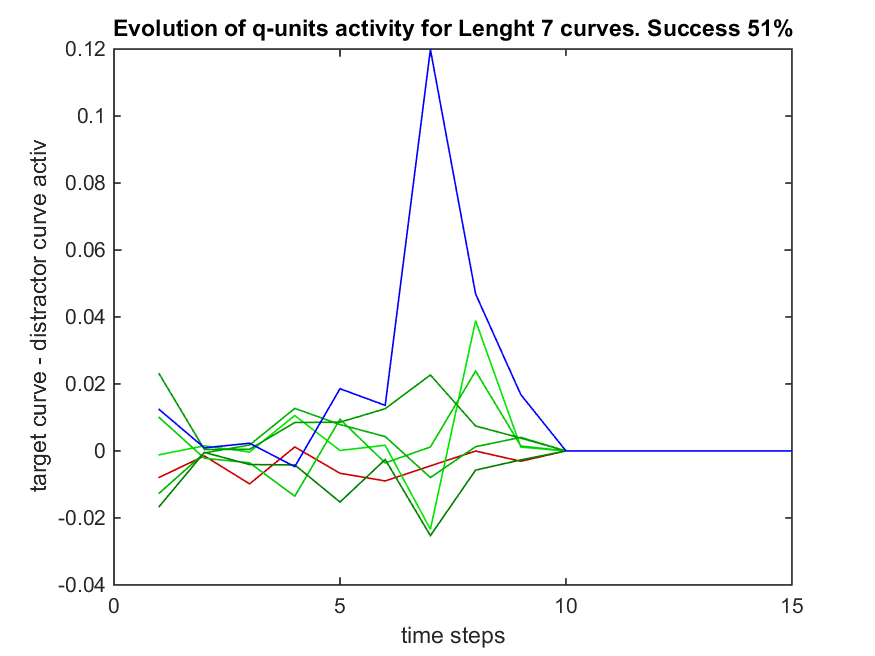 Evolution of q-units activity for Lenght 7 curves. Success 51%
0.12
0.1
0.08
0.06
0.04
0.02
0
-0.02
-0.04
target curve - distractor curve activ
0 5 10 15
time steps